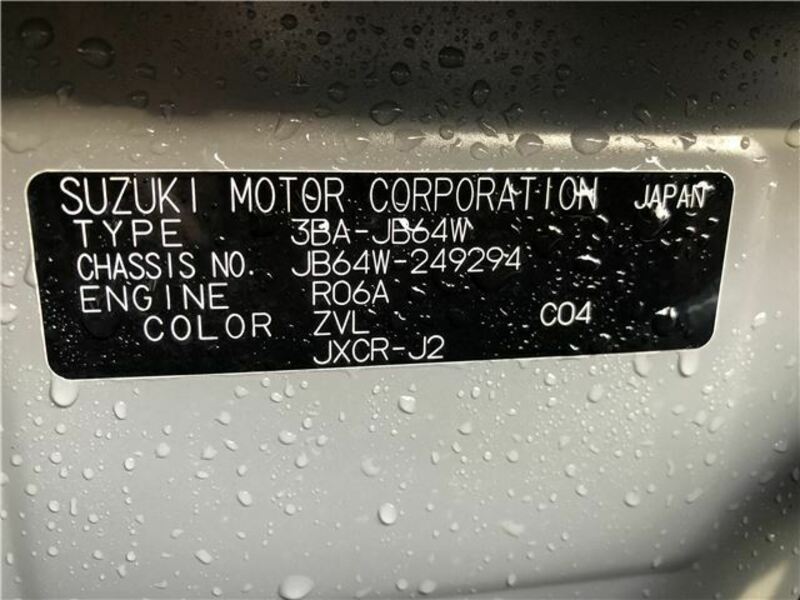 SUZUKI MOTOR CORPORATION JAPAN
TYPE 3BA-JB64W
CHASSIS NO. JB64W-249294
ENGINE R06A
COLOR ZVL C04
JXCR-J2